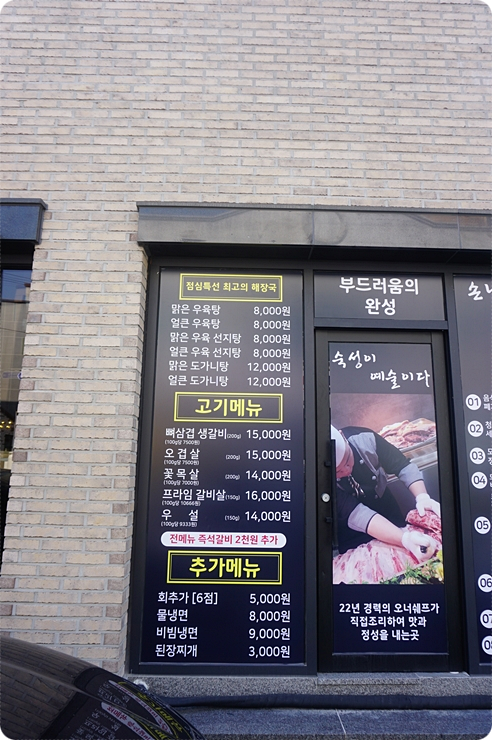 점심특선 최고의 해장국
맑은 우육탕 8,000원
얼큰 우육탕 8,000원
맑은 우육 선지탕 8,000원
얼큰 우육 선지탕 8,000원
맑은 도가니탕 12,000원
얼큰 도가니탕 12,000원
고기메뉴
뼈삼겹 생갈비(200g) 15,000원
(100g당 7500원)
오겹살 (200g) 15,000원
(100g당 7500원)
꽃목살 (200g) 14,000원
(100g당 7000원)
프라임 갈비살(150g) 16,000원
(100g당 10666원)
우 설 (150g) 14,000원
(100g당 9333원)
전메뉴 즉석갈비 2천원 추가
추가메뉴
회추가 [6점] 5,000원
물냉면 8,000원
비빔냉면 9,000원
된장찌개 3,000원
부드러움의
완성
숙성이
예술이다
22년 경력의 오너쉐프가
직접조리하여 맛과
정성을 내는곳
01
02
03
04
05
06
07